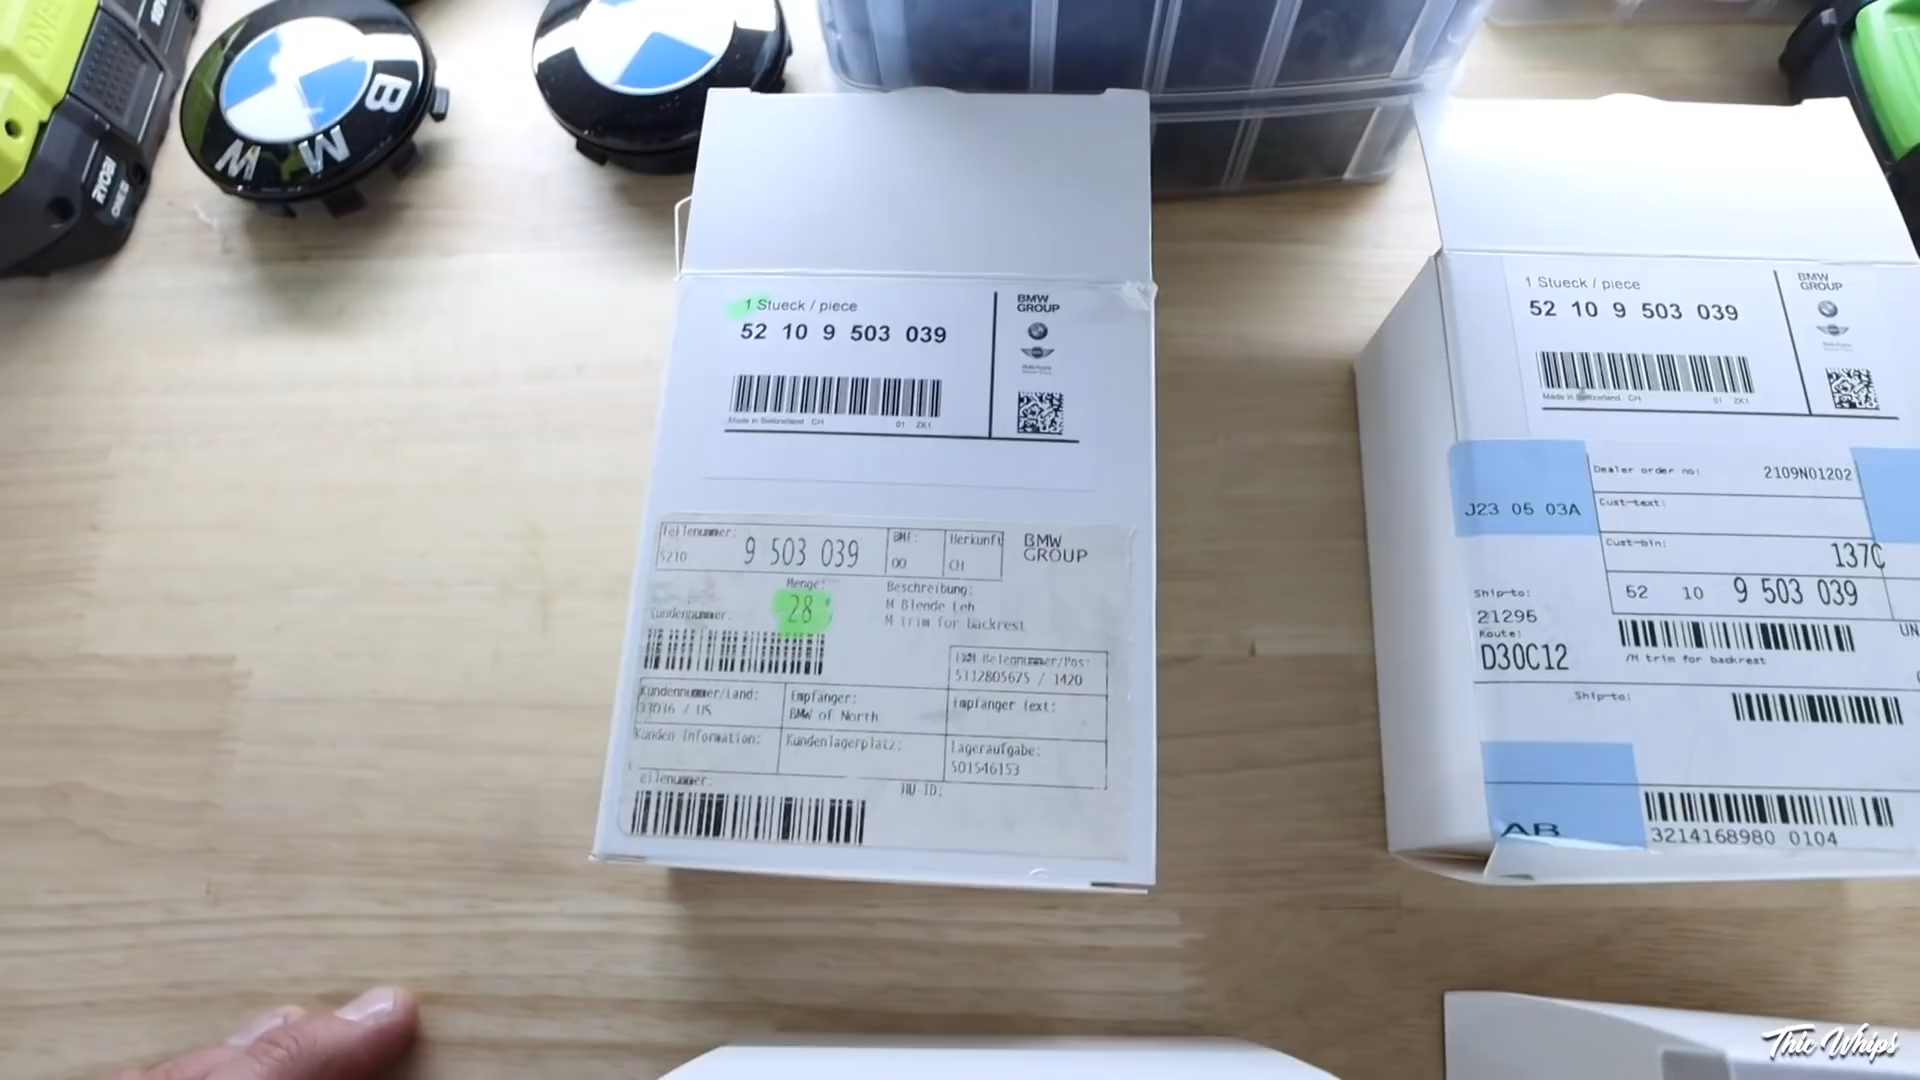 RYOBI
ONE+
BMW
1 Stueck / piece
52 10 9 503 039
Made in Switzerland CH 01 ZK1
BMW
GROUP
Teilenummer:
5210 9 503 039
BMF:
00
Herkunft
CH
BMW
GROUP
Menge:
28
Beschreibung:
M Blende Leh
M trim for backrest
Kundennummer:
Belegnummer/Pos:
5112805675 / 1420
Kundennummer/Land:
33036 / US
Empfänger:
BMW of North
Empfänger Text:
Kunden Information:
Kundenlagerplatz:
Lageraufgabe:
501546153
eilenummer:
HU-ID:
1 Stueck / piece
52 10 9 503 039
Made in Switzerland CH 01 ZK1
BMW
GROUP
J23 05 03A
Dealer order no: 2109N01202
Cust-text:
Cust-bin:
137C
52 10 9 503 039
UN
Ship-to:
21295
Route:
D30C12
/M trim for backrest
Ship-to:
AB
3214168980 0104
Thic Whips